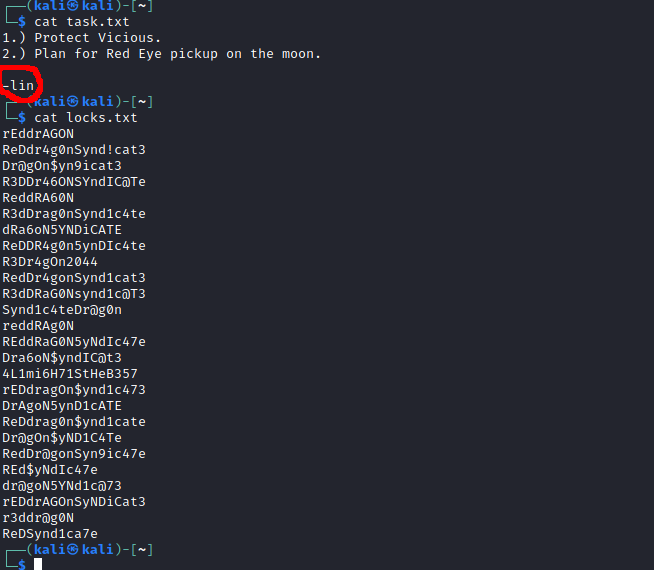 ┌──(kali㉿kali)-[~]
└─$ cat task.txt
1.) Protect Vicious.
2.) Plan for Red Eye pickup on the moon.
-lin
┌──(kali㉿kali)-[~]
└─$ cat locks.txt
rEddrAGON
ReDdr4g0nSynd!cat3
Dr@gOn$yn9icat3
R3DDr46ONSYndIC@Te
ReddRA60N
R3dDrag0nSynd1c4te
dRa6oN5YNDiCATE
ReDDR4g0n5ynDIc4te
R3Dr4gOn2044
RedDr4gonSynd1cat3
R3dDRaG0Nsynd1c@T3
Synd1c4teDr@g0n
reddRAg0N
REddRaG0N5yNdIc47e
Dra6oN$yndIC@t3
4L1mi6H71StHeB357
rEDdragOn$ynd1c473
DrAgoN5ynD1cATE
ReDdrag0n$ynd1cate
Dr@gOn$yND1C4Te
RedDr@gonSyn9ic47e
REd$yNdIc47e
dr@goN5YNd1c@73
rEDdrAGOnSyNDiCat3
r3ddr@g0N
ReDSynd1ca7e
┌──(kali㉿kali)-[~]
└─$